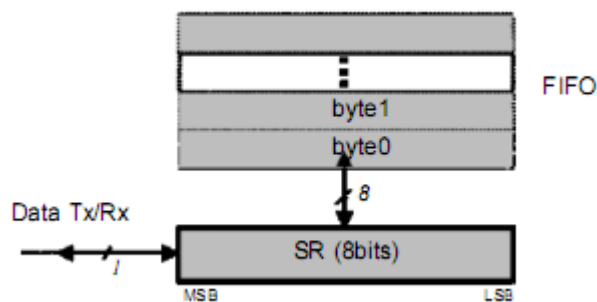 FIFO
byte1
byte0
8
Data Tx/Rx
SR (8bits)
1
MSB
LSB